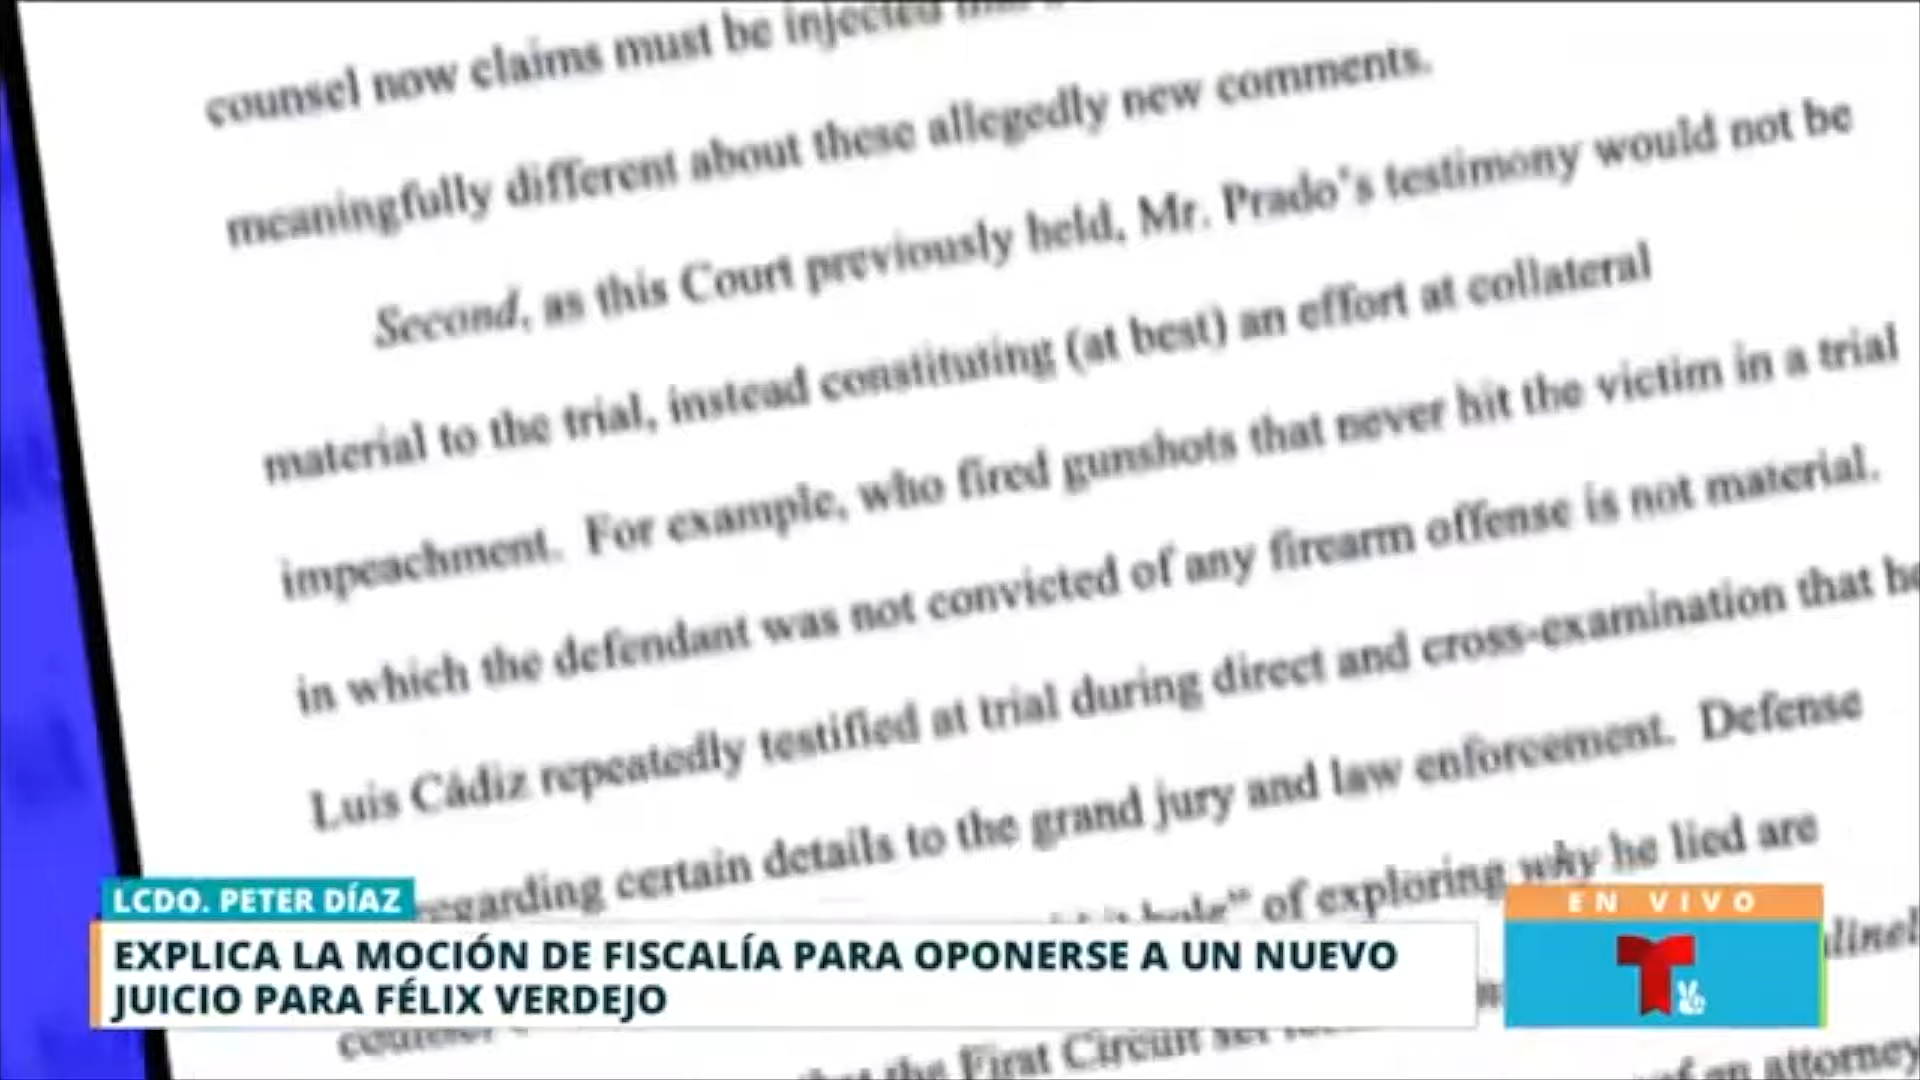 counsel now claims must be injected
meaningfully different about these allegedly new comments.
Second, as this Court previously held, Mr. Prado's testimony would not be
material to the trial, instead constituting (at best) an effort at collateral
impeachment. For example, who fired gunshots that never hit the victim in a trial
in which the defendant was not convicted of any firearm offense is not material.
Luis Cádiz repeatedly testified at trial during direct and cross-examination that he
regarding certain details to the grand jury and law enforcement. Defense
of exploring why he lied are
the First Circuit
of an attorney
LCDO. PETER DÍAZ
EXPLICA LA MOCIÓN DE FISCALÍA PARA OPONERSE A UN NUEVO
JUICIO PARA FÉLIX VERDEJO
EN VIVO